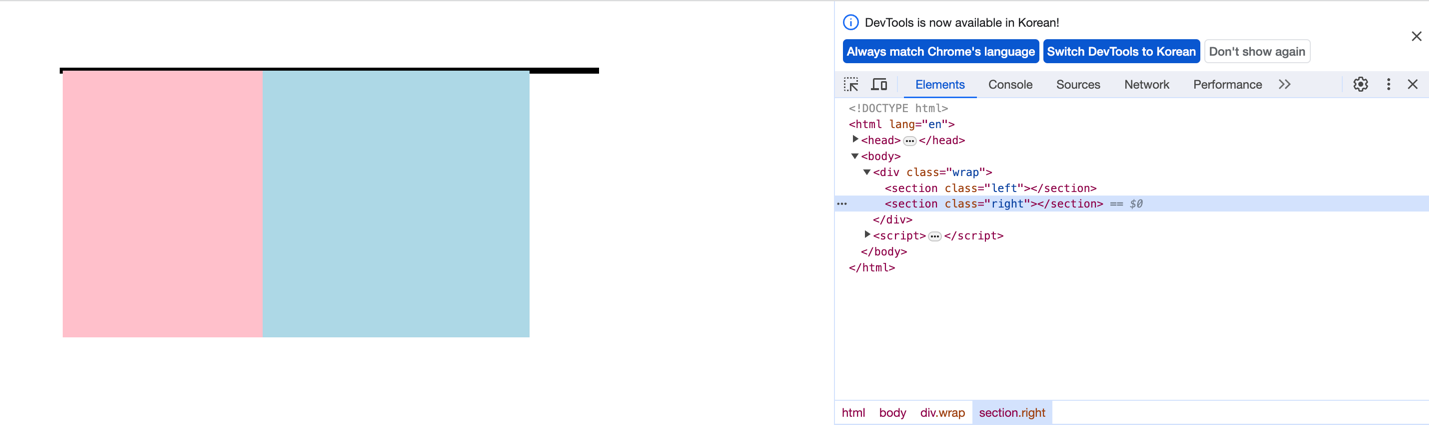 DevTools is now available in Korean!
Always match Chrome's language Switch DevTools to Korean Don't show again
Elements Console Sources Network Performance
<!DOCTYPE html>
<html lang="en">
<head> … </head>
<body>
<div class="wrap">
<section class="left"></section>
<section class="right"></section> == $0
</div>
<script> … </script>
</body>
</html>
html body div.wrap section.right